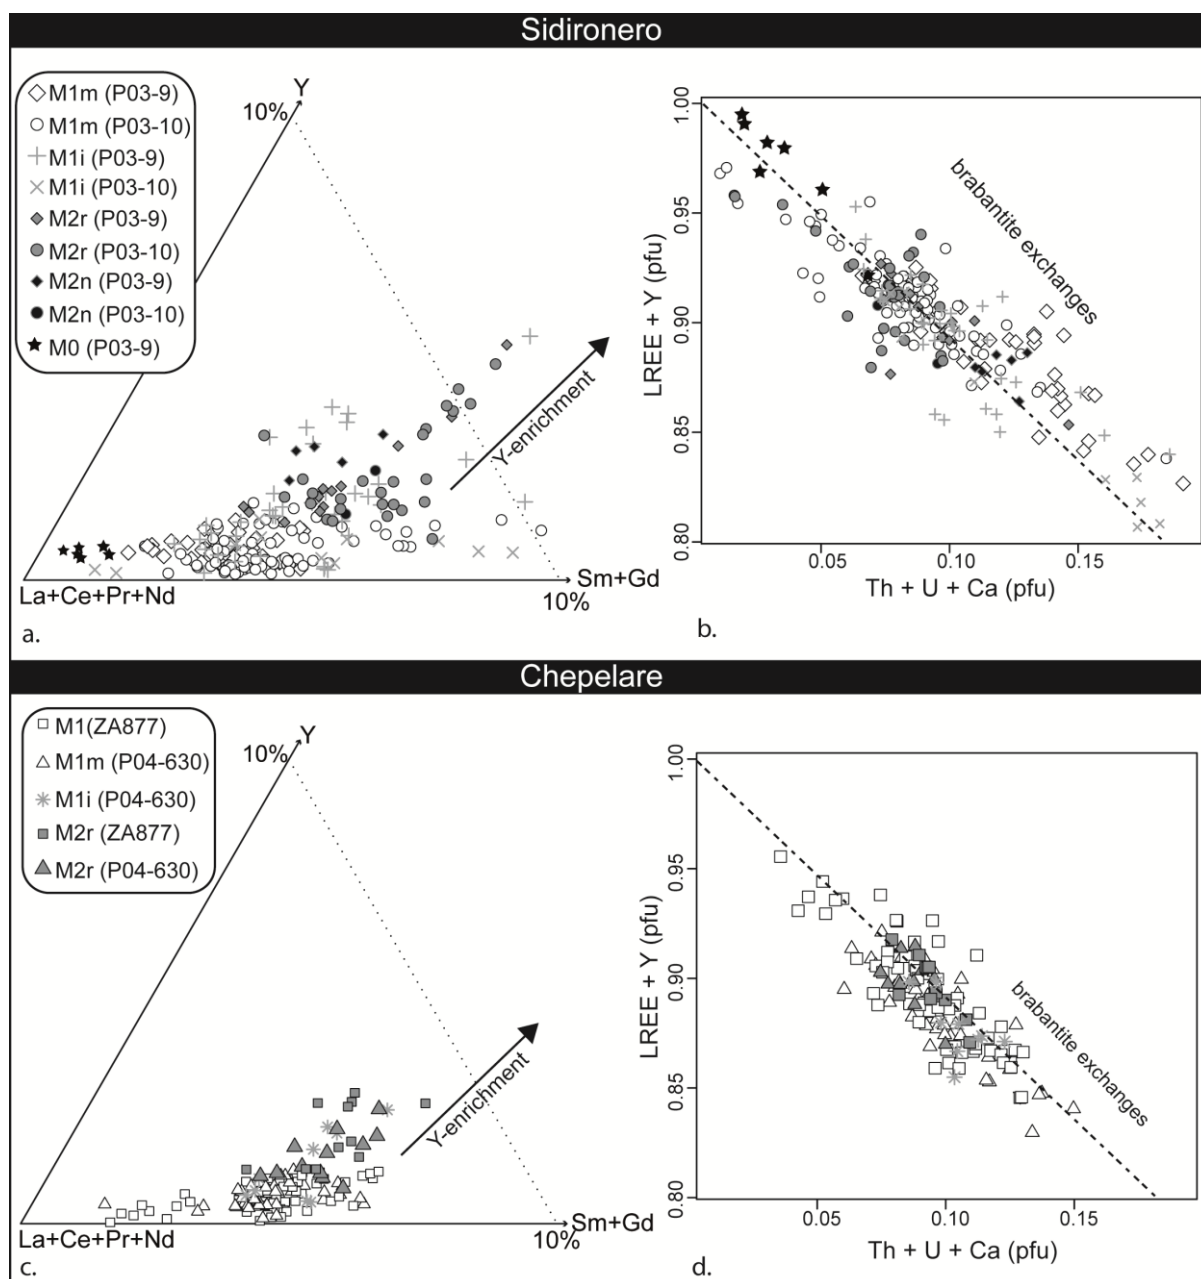 Sidironero
Y
10%
M1m (P03-9)
M1m (P03-10)
M1i (P03-9)
M1i (P03-10)
M2r (P03-9)
M2r (P03-10)
M2n (P03-9)
M2n (P03-10)
M0 (P03-9)
Y-enrichment
La+Ce+Pr+Nd
Sm+Gd
10%
a.
LREE + Y (pfu)
1.00
0.95
0.90
0.85
0.80
brabantite exchanges
0.05
0.10
0.15
Th + U + Ca (pfu)
b.
Chepelare
Y
10%
M1(ZA877)
M1m (P04-630)
M1i (P04-630)
M2r (ZA877)
M2r (P04-630)
Y-enrichment
La+Ce+Pr+Nd
Sm+Gd
10%
c.
LREE + Y (pfu)
1.00
0.95
0.90
0.85
0.80
brabantite exchanges
0.05
0.10
0.15
Th + U + Ca (pfu)
d.